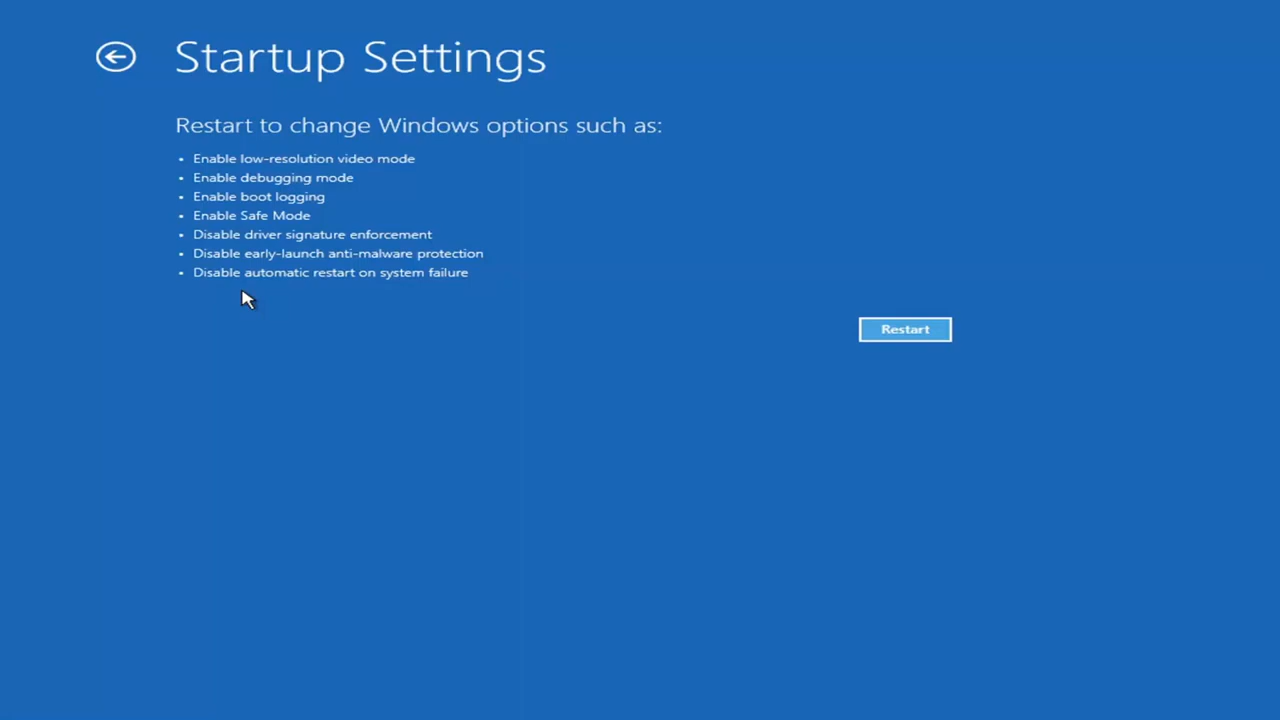 Startup Settings
Restart to change Windows options such as:
• Enable low-resolution video mode
• Enable debugging mode
• Enable boot logging
• Enable Safe Mode
• Disable driver signature enforcement
• Disable early-launch anti-malware protection
• Disable automatic restart on system failure
Restart